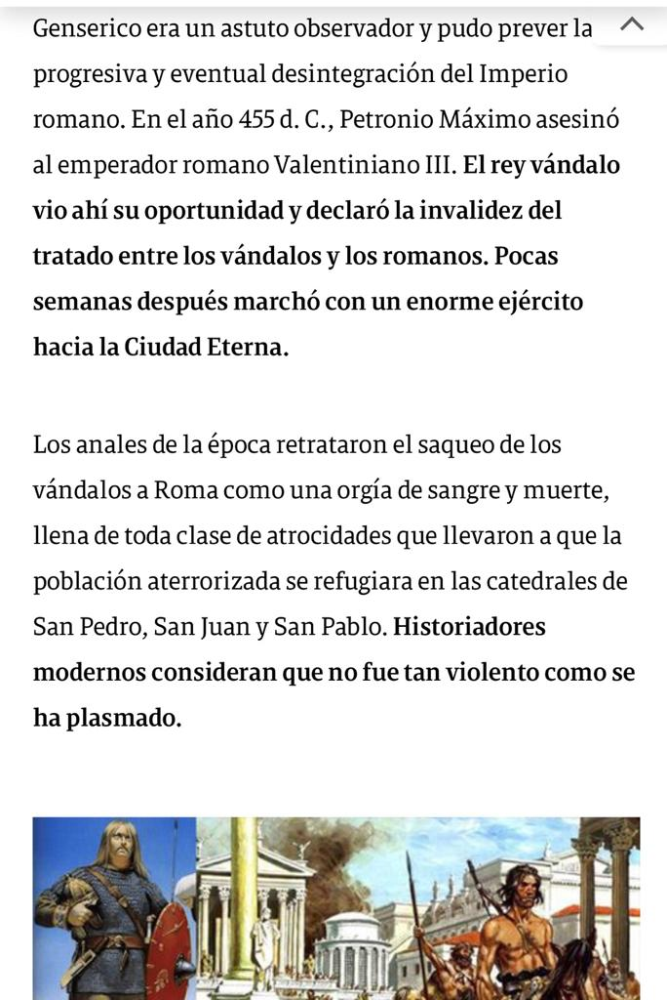 Genserico era un astuto observador y pudo prever la
progresiva y eventual desintegración del Imperio
romano. En el año 455 d. C., Petronio Máximo asesinó
al emperador romano Valentiniano III. El rey vándalo
vio ahí su oportunidad y declaró la invalidez del
tratado entre los vándalos y los romanos. Pocas
semanas después marchó con un enorme ejército
hacia la Ciudad Eterna.
Los anales de la época retrataron el saqueo de los
vándalos a Roma como una orgía de sangre y muerte,
llena de toda clase de atrocidades que llevaron a que la
población aterrorizada se refugiara en las catedrales de
San Pedro, San Juan y San Pablo. Historiadores
modernos consideran que no fue tan violento como se
ha plasmado.